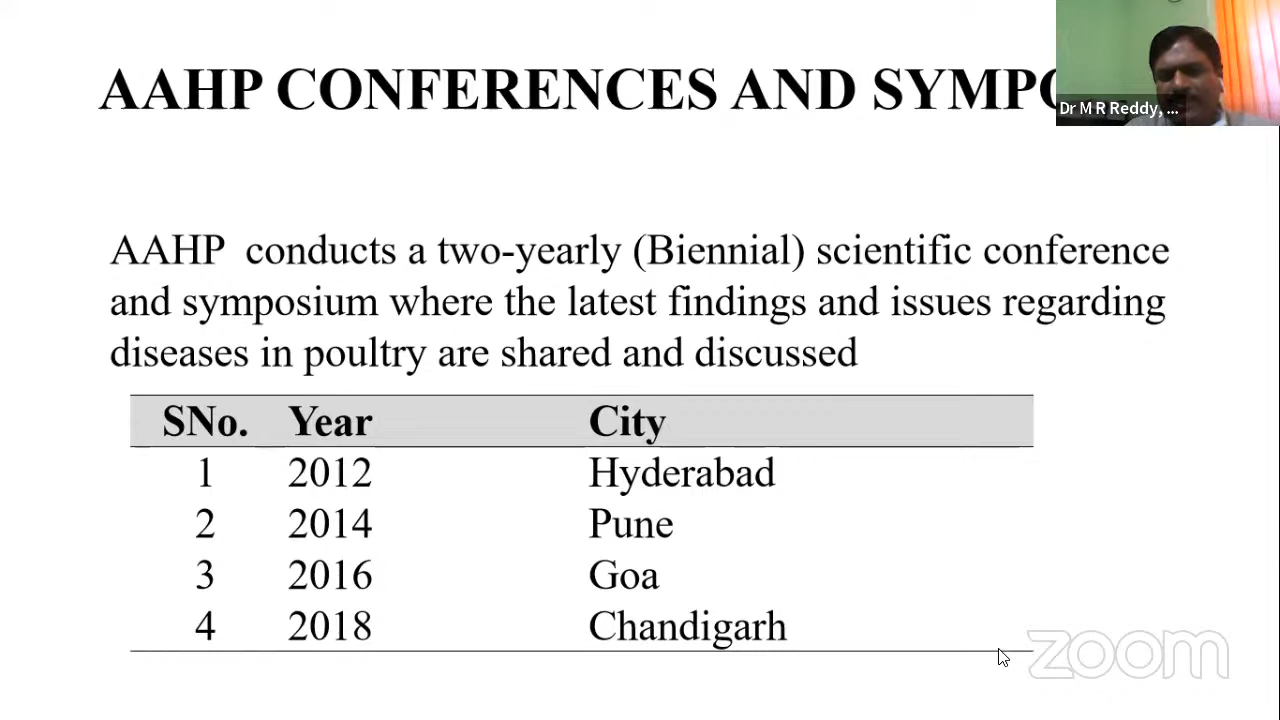 AAHP CONFERENCES AND SYMPO
Dr M R Reddy, ...
AAHP conducts a two-yearly (Biennial) scientific conference
and symposium where the latest findings and issues regarding
diseases in poultry are shared and discussed
SNo. Year City
1 2012 Hyderabad
2 2014 Pune
3 2016 Goa
4 2018 Chandigarh
zoom